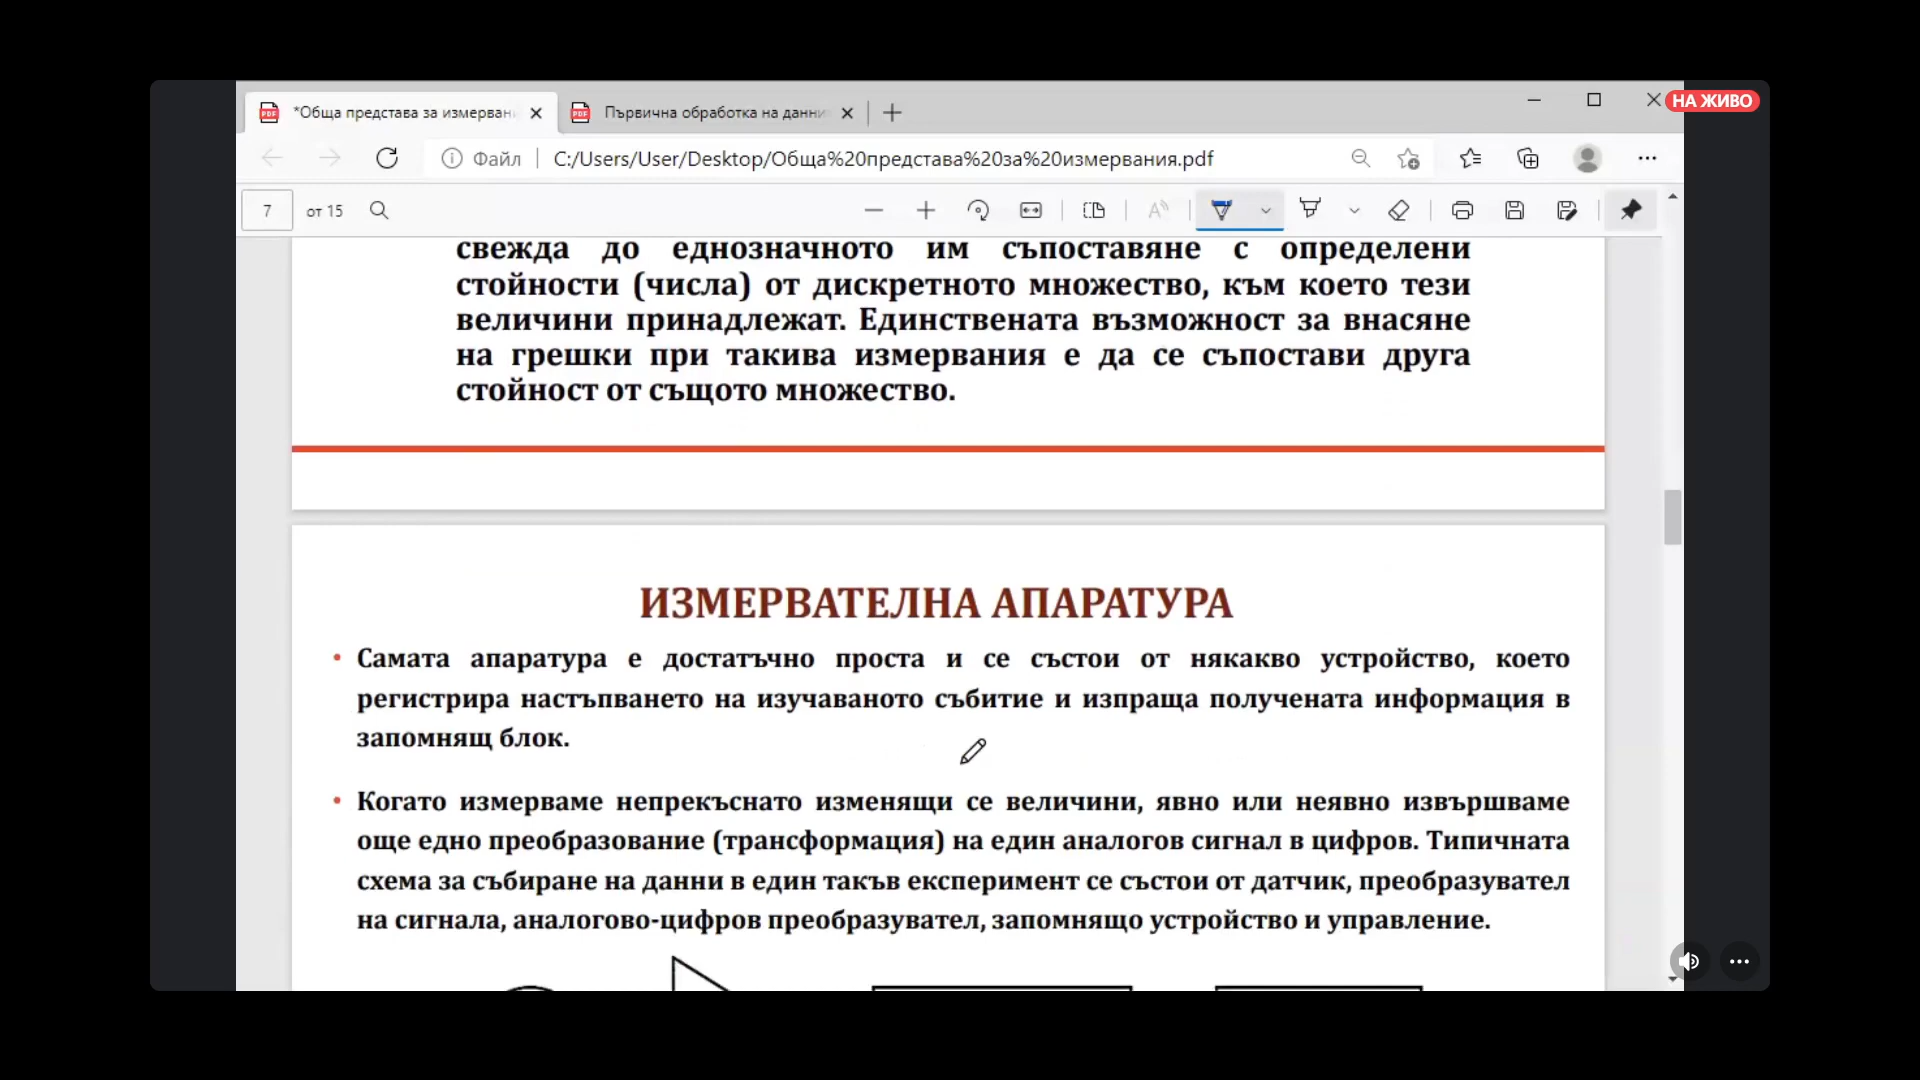 *Обща представа за измерван
Първична обработка на данни
НА ЖИВО
Файл
C:/Users/User/Desktop/Обща%20представа%20за%20измервания.pdf
7 от 15
свежда до еднозначното им съпоставяне с определени
стойности (числа) от дискретното множество, към което тези
величини принадлежат. Единствената възможност за внасяне
на грешки при такива измервания е да се съпостави друга
стойност от същото множество.
ИЗМЕРВАТЕЛНА АПАРАТУРА
• Самата апаратура е достатъчно проста и се състои от някакво устройство, което
регистрира настъпването на изучаваното събитие и изпраща получената информация в
запомнящ блок.
• Когато измерваме непрекъснато изменящи се величини, явно или неявно извършваме
още едно преобразование (трансформация) на един аналогов сигнал в цифров. Типичната
схема за събиране на данни в един такъв експеримент се състои от датчик, преобразувател
на сигнала, аналогово-цифров преобразувател, запомнящо устройство и управление.